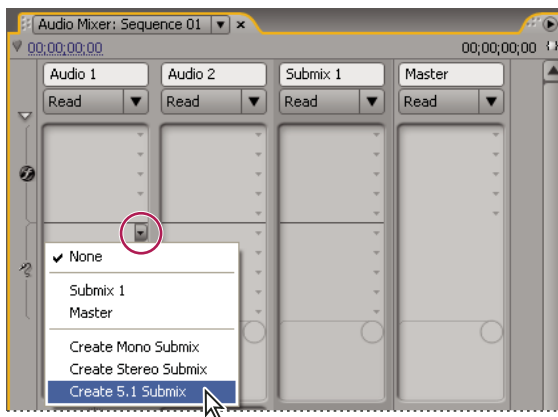 Audio Mixer: Sequence 01
00;00;00;00 00;00;00;00
Audio 1 Audio 2 Submix 1 Master
Read Read Read Read
None
Submix 1
Master
Create Mono Submix
Create Stereo Submix
Create 5.1 Submix